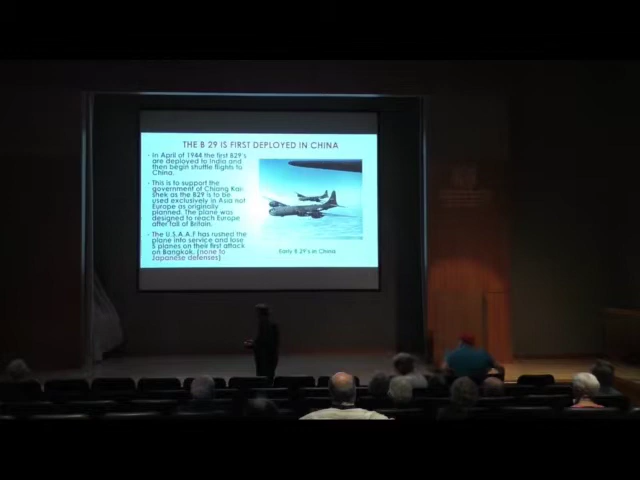 THE B 29 IS FIRST DEPLOYED IN CHINA
- In April of 1944 the first B29's
are deployed to India and
then begin shuttle flights to
China.
- This is to support the
government of Chiang Kai-
shek as the B29 is to be
used exclusively in Asia not
Europe as originally
planned. The plane was
designed to reach Europe
after fall of Britain.
- The U.S.A.A.F has rushed the
plane into service and lose
5 planes on their first attack
on Bangkok. (none to
Japanese defenses)
Early B 29's in China